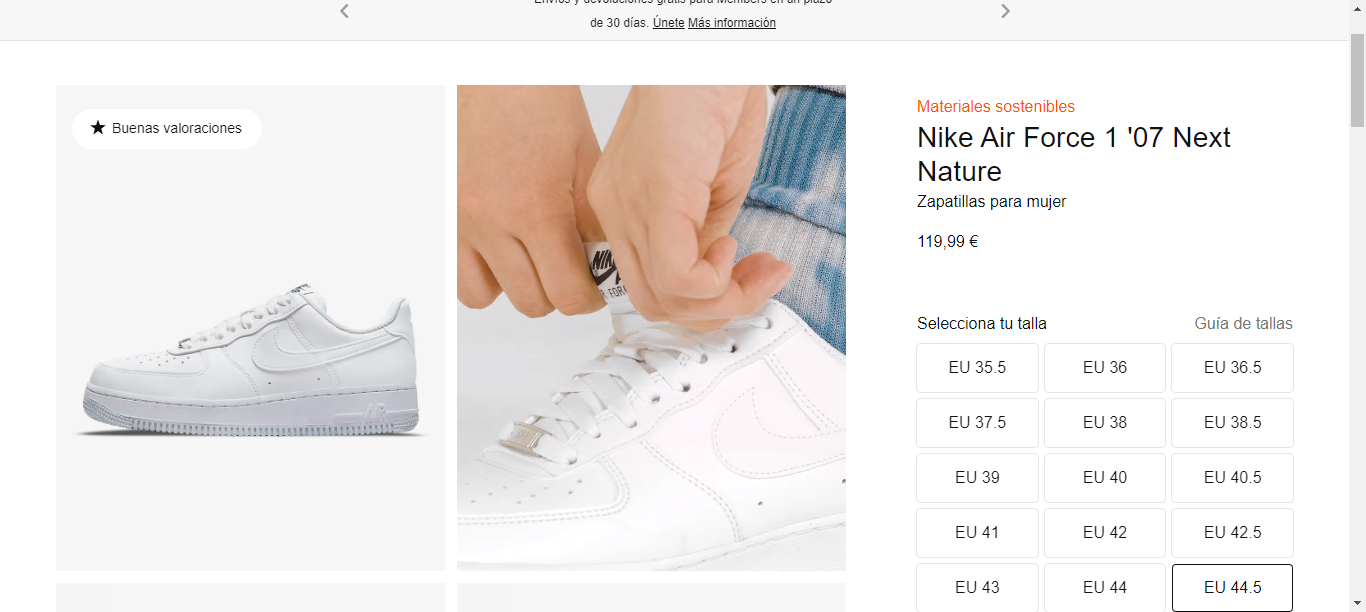 Envíos y devoluciones gratis para Members en un plazo
de 30 días. Únete Más información
Buenas valoraciones
NIKE
AIR
Materiales sostenibles
Nike Air Force 1 '07 Next
Nature
Zapatillas para mujer
119,99 €
Selecciona tu talla Guía de tallas
EU 35.5 EU 36 EU 36.5
EU 37.5 EU 38 EU 38.5
EU 39 EU 40 EU 40.5
EU 41 EU 42 EU 42.5
EU 43 EU 44 EU 44.5